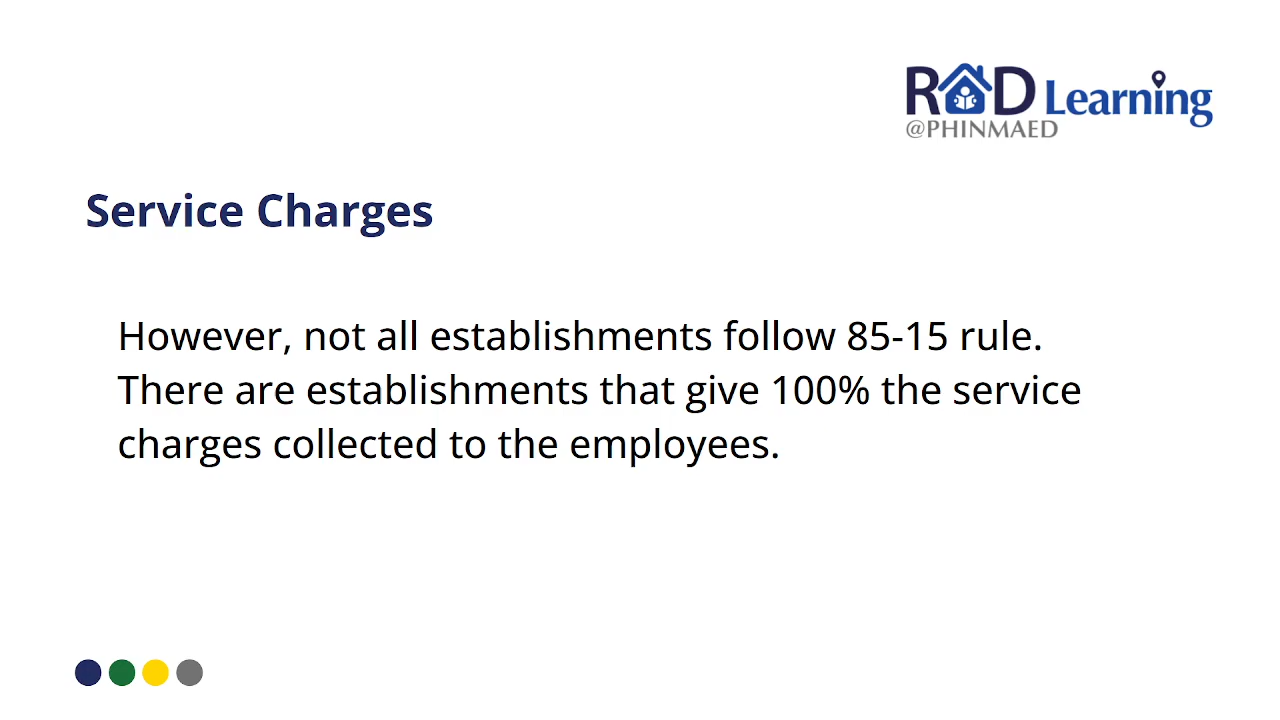 RAD Learning
@PHINMAED
Service Charges
However, not all establishments follow 85-15 rule.
There are establishments that give 100% the service
charges collected to the employees.